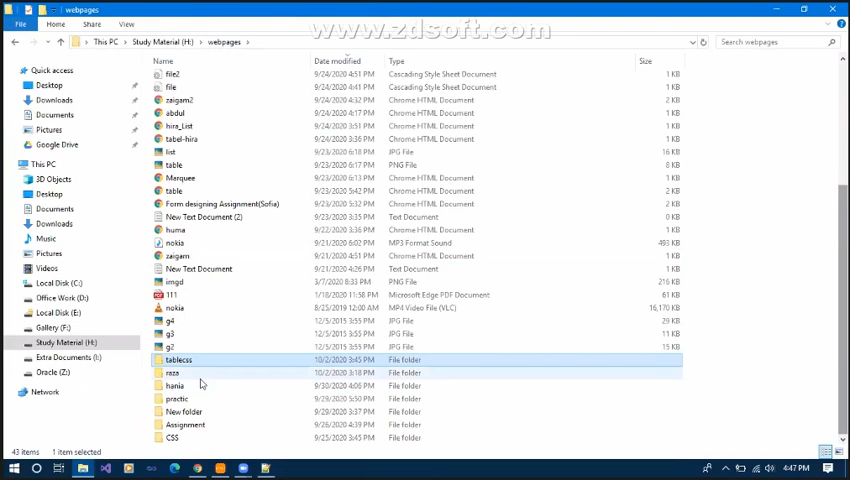 webpages
www.zdsoft.com
File Home Share View
This PC Study Material (H:) webpages
Search webpages
Name Date modified Type Size
Quick access
Desktop
Downloads
Documents
Pictures
Google Drive
This PC
3D Objects
Desktop
Documents
Downloads
Music
Pictures
Videos
Local Disk (C:)
Office Work (D:)
Gallery (F:)
Study Material (H:)
Extra Documents (I:)
Oracle (Z:)
Network
file2 9/24/2020 4:51 PM Cascading Style Sheet Document 1 KB
file 9/24/2020 4:41 PM Cascading Style Sheet Document 1 KB
zaigam2 9/24/2020 4:32 PM Chrome HTML Document 1 KB
abdul 9/24/2020 4:17 PM Chrome HTML Document 1 KB
hira_List 9/24/2020 3:51 PM Chrome HTML Document 1 KB
tabel-hira 9/24/2020 3:36 PM Chrome HTML Document 1 KB
list 9/23/2020 6:18 PM JPG File 16 KB
table 9/23/2020 6:17 PM PNG File 8 KB
Marquee 9/23/2020 6:13 PM Chrome HTML Document 1 KB
table 9/23/2020 5:42 PM Chrome HTML Document 2 KB
Form designing Assignment(Sofia) 9/23/2020 5:32 PM Chrome HTML Document 2 KB
New Text Document (2) 9/23/2020 3:35 PM Text Document 0 KB
huma 9/22/2020 3:36 PM Chrome HTML Document 1 KB
nokia 9/21/2020 6:02 PM MP3 Format Sound 493 KB
zaigam 9/21/2020 4:51 PM Chrome HTML Document 1 KB
New Text Document 9/21/2020 4:26 PM Text Document 1 KB
imgd 3/7/2020 8:33 PM PNG File 216 KB
111 1/18/2020 11:58 PM Microsoft Edge PDF Document 61 KB
nokia 8/25/2019 12:00 AM MP4 Video File (VLC) 16,170 KB
g4 12/5/2015 3:55 PM JPG File 29 KB
g3 12/5/2015 3:55 PM JPG File 11 KB
g2 12/5/2015 3:55 PM JPG File 15 KB
tablecss 10/2/2020 3:45 PM File folder
raza 10/2/2020 3:18 PM File folder
hania 9/30/2020 4:06 PM File folder
practic 9/29/2020 5:50 PM File folder
New folder 9/29/2020 3:37 PM File folder
Assignment 9/26/2020 4:39 PM File folder
CSS 9/25/2020 3:45 PM File folder
43 items 1 item selected
4:47 PM